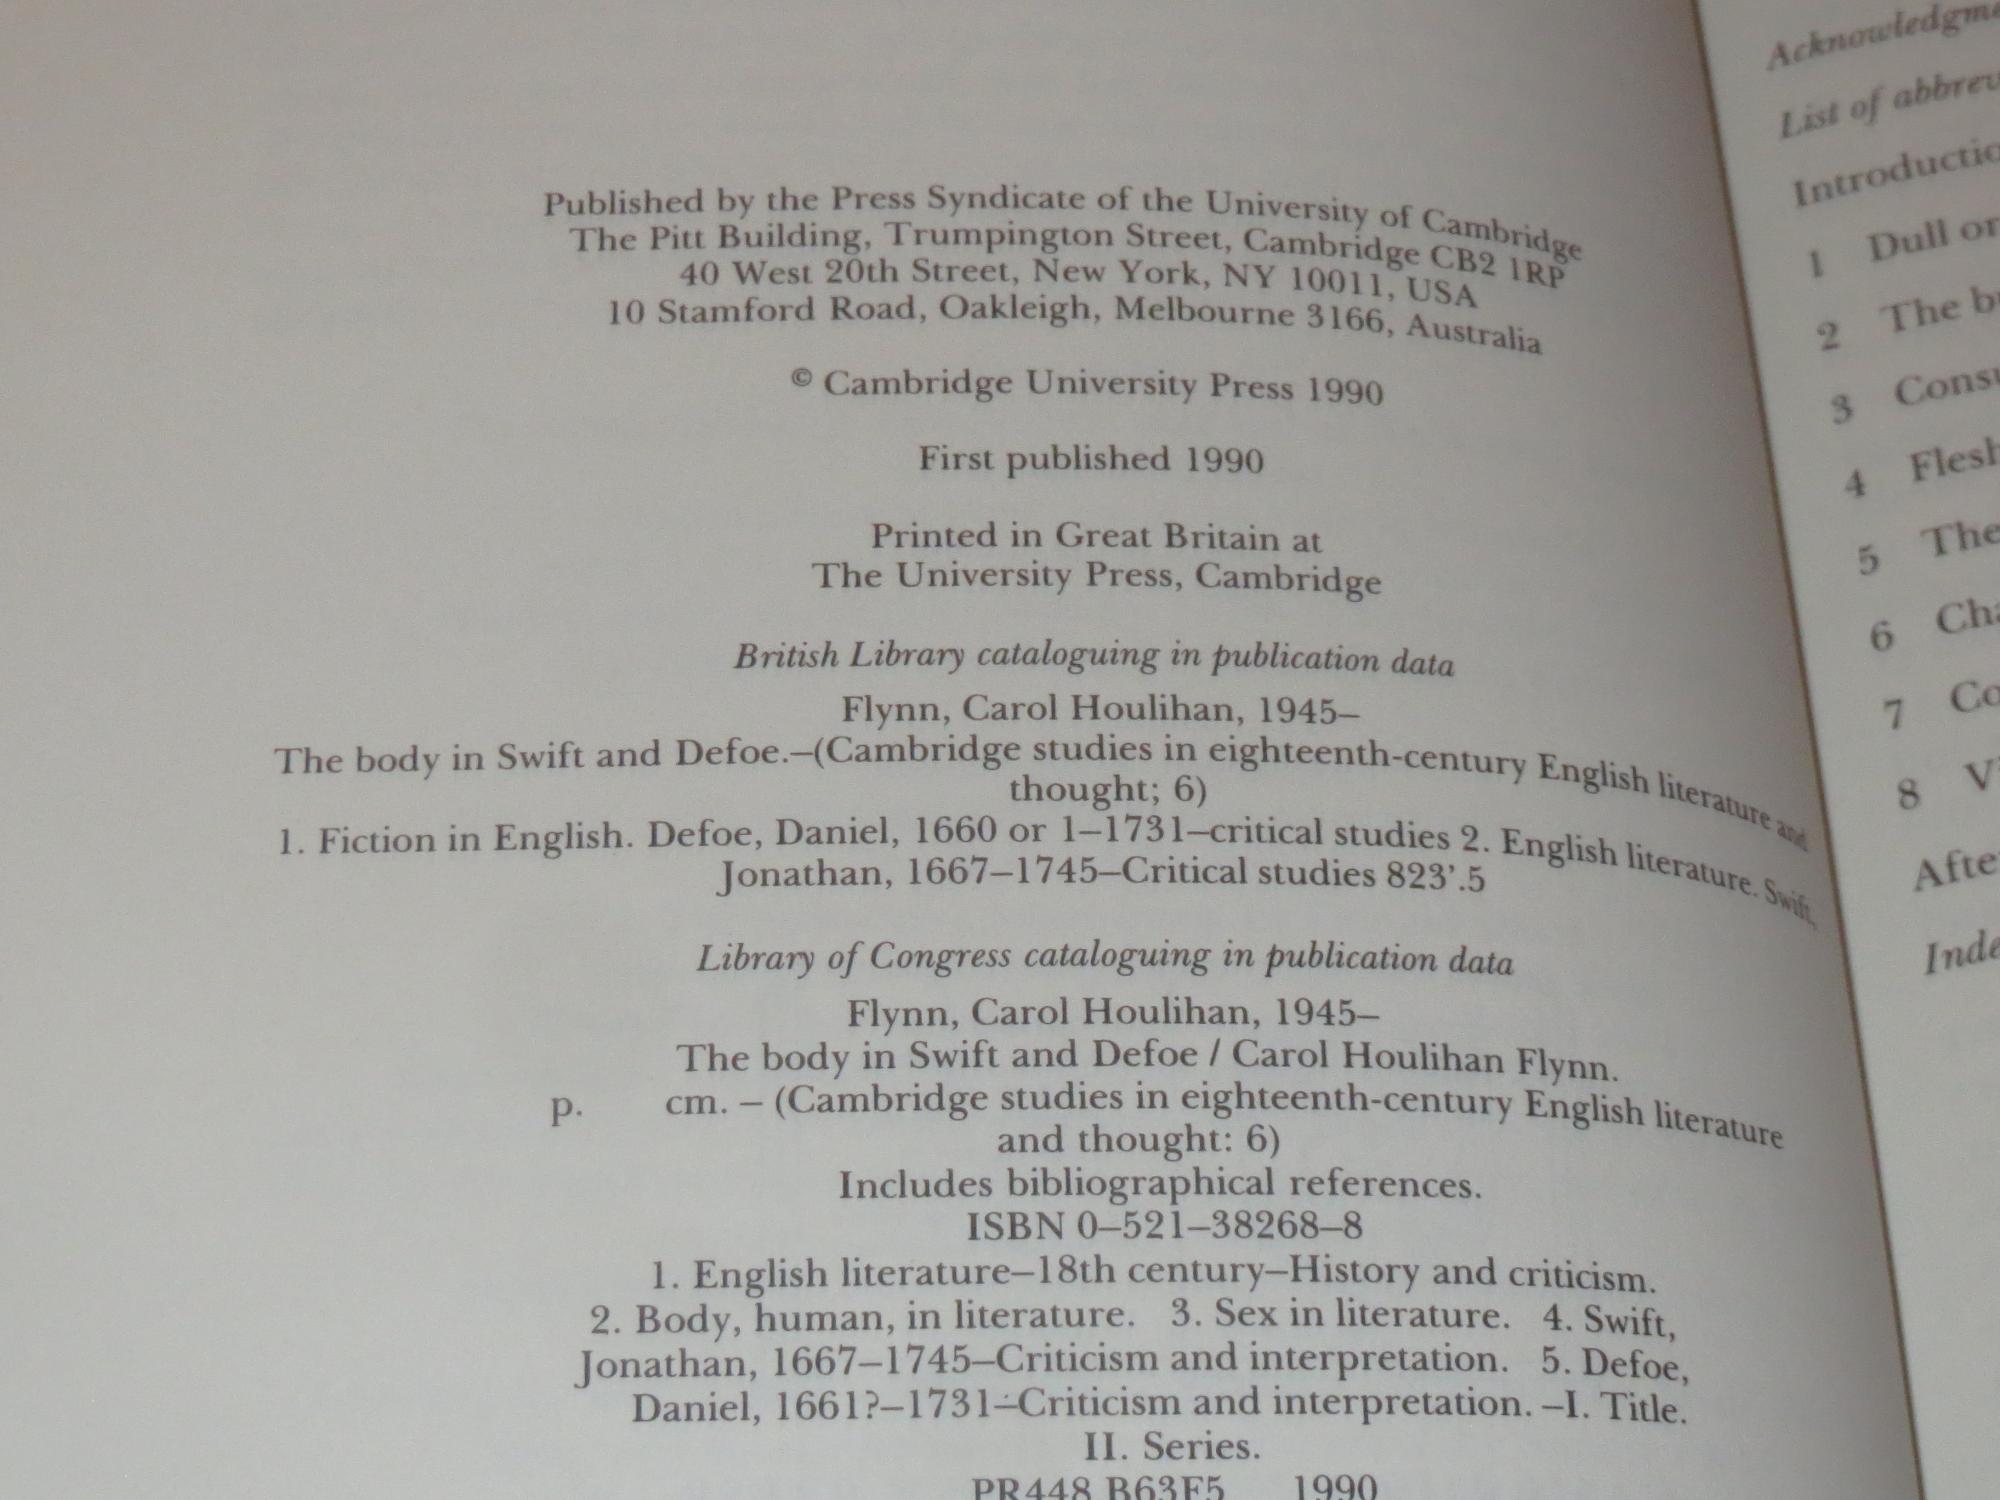 Published by the Press Syndicate of the University of Cambridge
The Pitt Building, Trumpington Street, Cambridge CB2 1RP
40 West 20th Street, New York, NY 10011, USA
10 Stamford Road, Oakleigh, Melbourne 3166, Australia
© Cambridge University Press 1990
First published 1990
Printed in Great Britain at
The University Press, Cambridge
British Library cataloguing in publication data
Flynn, Carol Houlihan, 1945–
The body in Swift and Defoe.–(Cambridge studies in eighteenth-century English literature and
thought; 6)
1. Fiction in English. Defoe, Daniel, 1660 or 1–1731–critical studies 2. English literature. Swift,
Jonathan, 1667–1745–Critical studies 823'.5
Library of Congress cataloguing in publication data
Flynn, Carol Houlihan, 1945–
The body in Swift and Defoe / Carol Houlihan Flynn.
p. cm. – (Cambridge studies in eighteenth-century English literature
and thought: 6)
Includes bibliographical references.
ISBN 0–521–38268–8
1. English literature–18th century–History and criticism.
2. Body, human, in literature. 3. Sex in literature. 4. Swift,
Jonathan, 1667–1745–Criticism and interpretation. 5. Defoe,
Daniel, 1661?–1731–Criticism and interpretation. –I. Title.
II. Series.
PR448 B63F5 1990
List of
1 Dull or
2 The
3
4
5 The
6
7
8